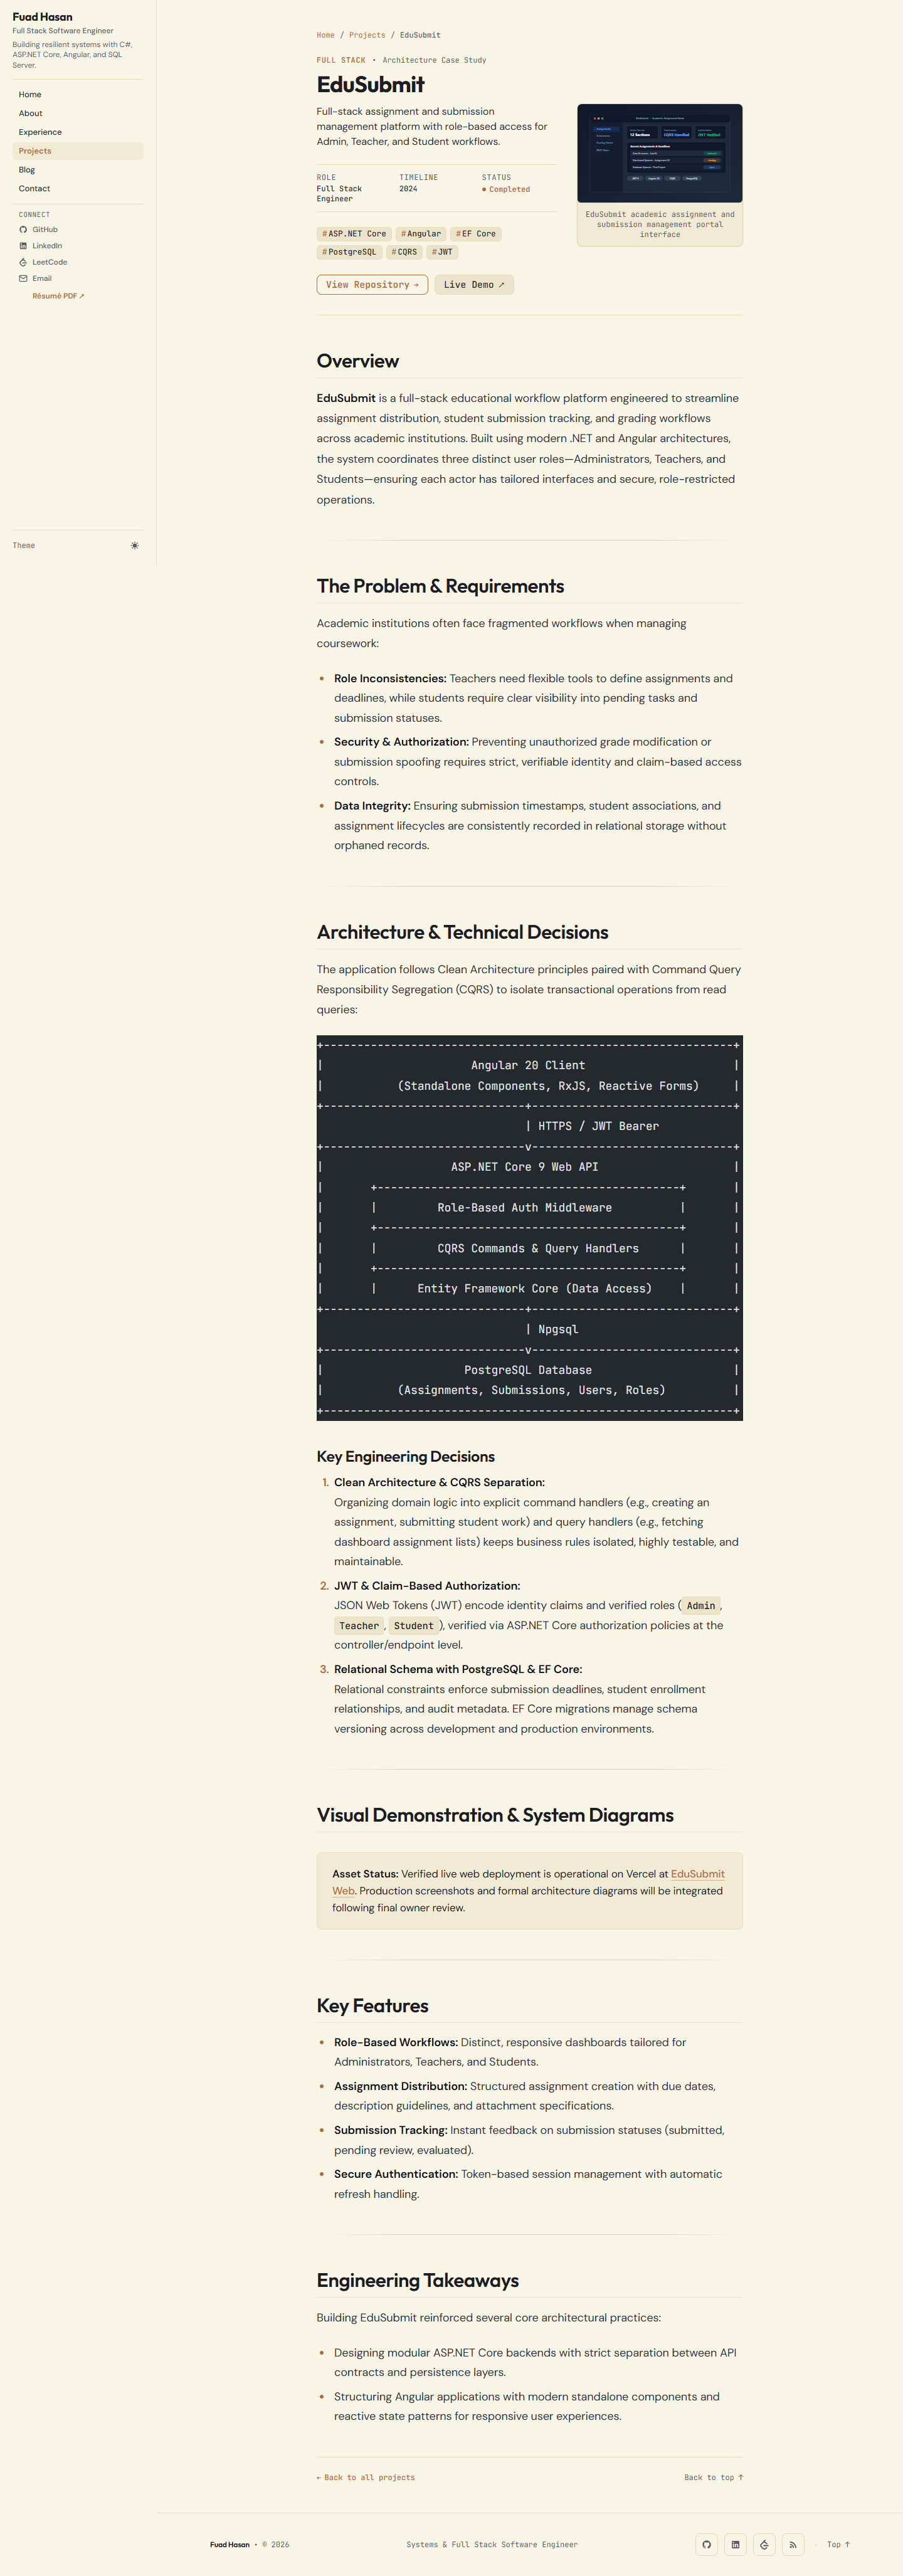 Fuad Hasan
Full Stack Software Engineer
Building resilient systems with C#,
ASP.NET Core, Angular, and SQL
Server.
Home
About
Experience
Projects
Blog
Contact
CONNECT
GitHub
LinkedIn
LeetCode
Email
Résumé PDF ↗
Theme
Home / Projects / EduSubmit
FULL STACK • Architecture Case Study
EduSubmit
Full-stack assignment and submission
management platform with role-based access for
Admin, Teacher, and Student workflows.
ROLE TIMELINE STATUS
Full Stack 2024 ● Completed
Engineer
#ASP.NET Core #Angular #EF Core
#PostgreSQL #CQRS #JWT
View Repository → Live Demo ↗
EduSubmit academic assignment and
submission management portal
interface
Overview
EduSubmit is a full-stack educational workflow platform engineered to streamline
assignment distribution, student submission tracking, and grading workflows
across academic institutions. Built using modern .NET and Angular architectures,
the system coordinates three distinct user roles—Administrators, Teachers, and
Students—ensuring each actor has tailored interfaces and secure, role-restricted
operations.
The Problem & Requirements
Academic institutions often face fragmented workflows when managing
coursework:
• Role Inconsistencies: Teachers need flexible tools to define assignments and
deadlines, while students require clear visibility into pending tasks and
submission statuses.
• Security & Authorization: Preventing unauthorized grade modification or
submission spoofing requires strict, verifiable identity and claim-based access
controls.
• Data Integrity: Ensuring submission timestamps, student associations, and
assignment lifecycles are consistently recorded in relational storage without
orphaned records.
Architecture & Technical Decisions
The application follows Clean Architecture principles paired with Command Query
Responsibility Segregation (CQRS) to isolate transactional operations from read
queries:
+-------------------------------------------------------------+
| Angular 20 Client |
| (Standalone Components, RxJS, Reactive Forms) |
+------------------------------+------------------------------+
| HTTPS / JWT Bearer
+------------------------------v------------------------------+
| ASP.NET Core 9 Web API |
| +---------------------------------------------+ |
| | Role-Based Auth Middleware | |
| +---------------------------------------------+ |
| | CQRS Commands & Query Handlers | |
| +---------------------------------------------+ |
| | Entity Framework Core (Data Access) | |
+------------------------------+------------------------------+
| Npgsql
+------------------------------v------------------------------+
| PostgreSQL Database |
| (Assignments, Submissions, Users, Roles) |
+-------------------------------------------------------------+
Key Engineering Decisions
1. Clean Architecture & CQRS Separation:
Organizing domain logic into explicit command handlers (e.g., creating an
assignment, submitting student work) and query handlers (e.g., fetching
dashboard assignment lists) keeps business rules isolated, highly testable, and
maintainable.
2. JWT & Claim-Based Authorization:
JSON Web Tokens (JWT) encode identity claims and verified roles (Admin,
Teacher, Student), verified via ASP.NET Core authorization policies at the
controller/endpoint level.
3. Relational Schema with PostgreSQL & EF Core:
Relational constraints enforce submission deadlines, student enrollment
relationships, and audit metadata. EF Core migrations manage schema
versioning across development and production environments.
Visual Demonstration & System Diagrams
Asset Status: Verified live web deployment is operational on Vercel at EduSubmit
Web. Production screenshots and formal architecture diagrams will be integrated
following final owner review.
Key Features
• Role-Based Workflows: Distinct, responsive dashboards tailored for
Administrators, Teachers, and Students.
• Assignment Distribution: Structured assignment creation with due dates,
description guidelines, and attachment specifications.
• Submission Tracking: Instant feedback on submission statuses (submitted,
pending review, evaluated).
• Secure Authentication: Token-based session management with automatic
refresh handling.
Engineering Takeaways
Building EduSubmit reinforced several core architectural practices:
• Designing modular ASP.NET Core backends with strict separation between API
contracts and persistence layers.
• Structuring Angular applications with modern standalone components and
reactive state patterns for responsive user experiences.
← Back to all projects Back to top ↑
Fuad Hasan • © 2026 Systems & Full Stack Software Engineer · Top ↑